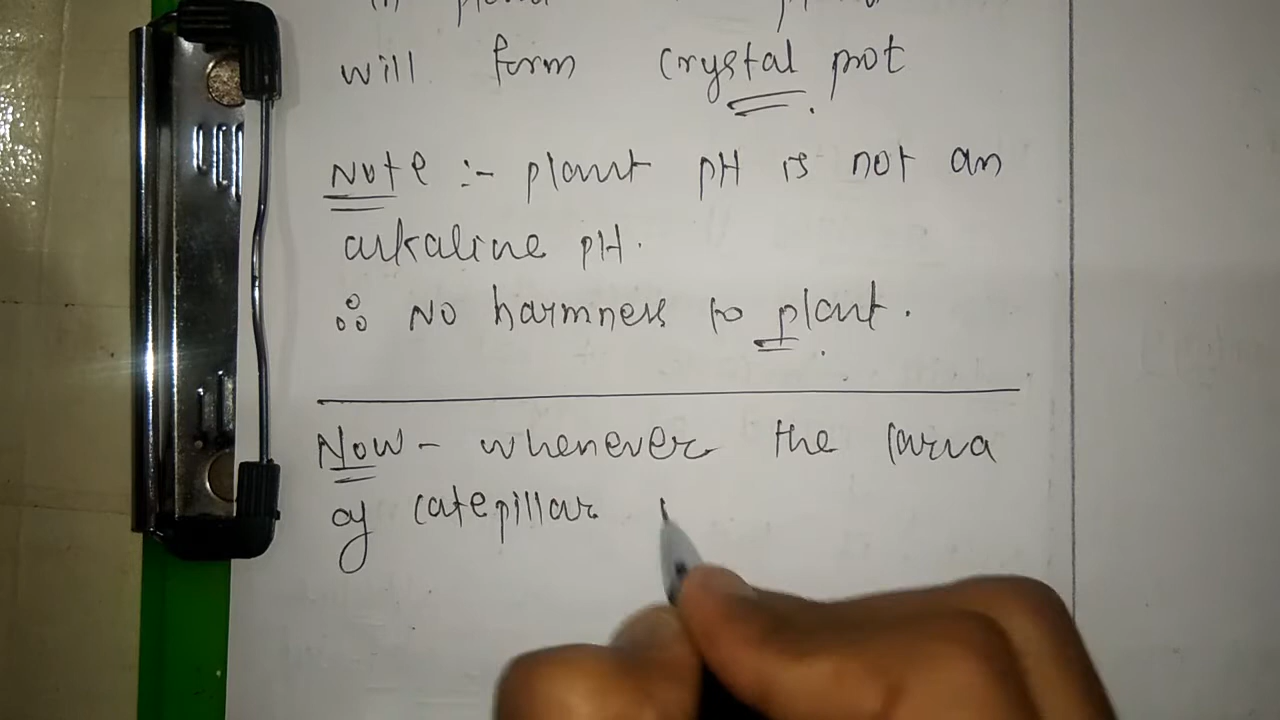 will form crystal prot
Note :- plant pH is not an
alkaline pH.
∴ No harmness to plant.
Now - whenever the larva
of catepillar